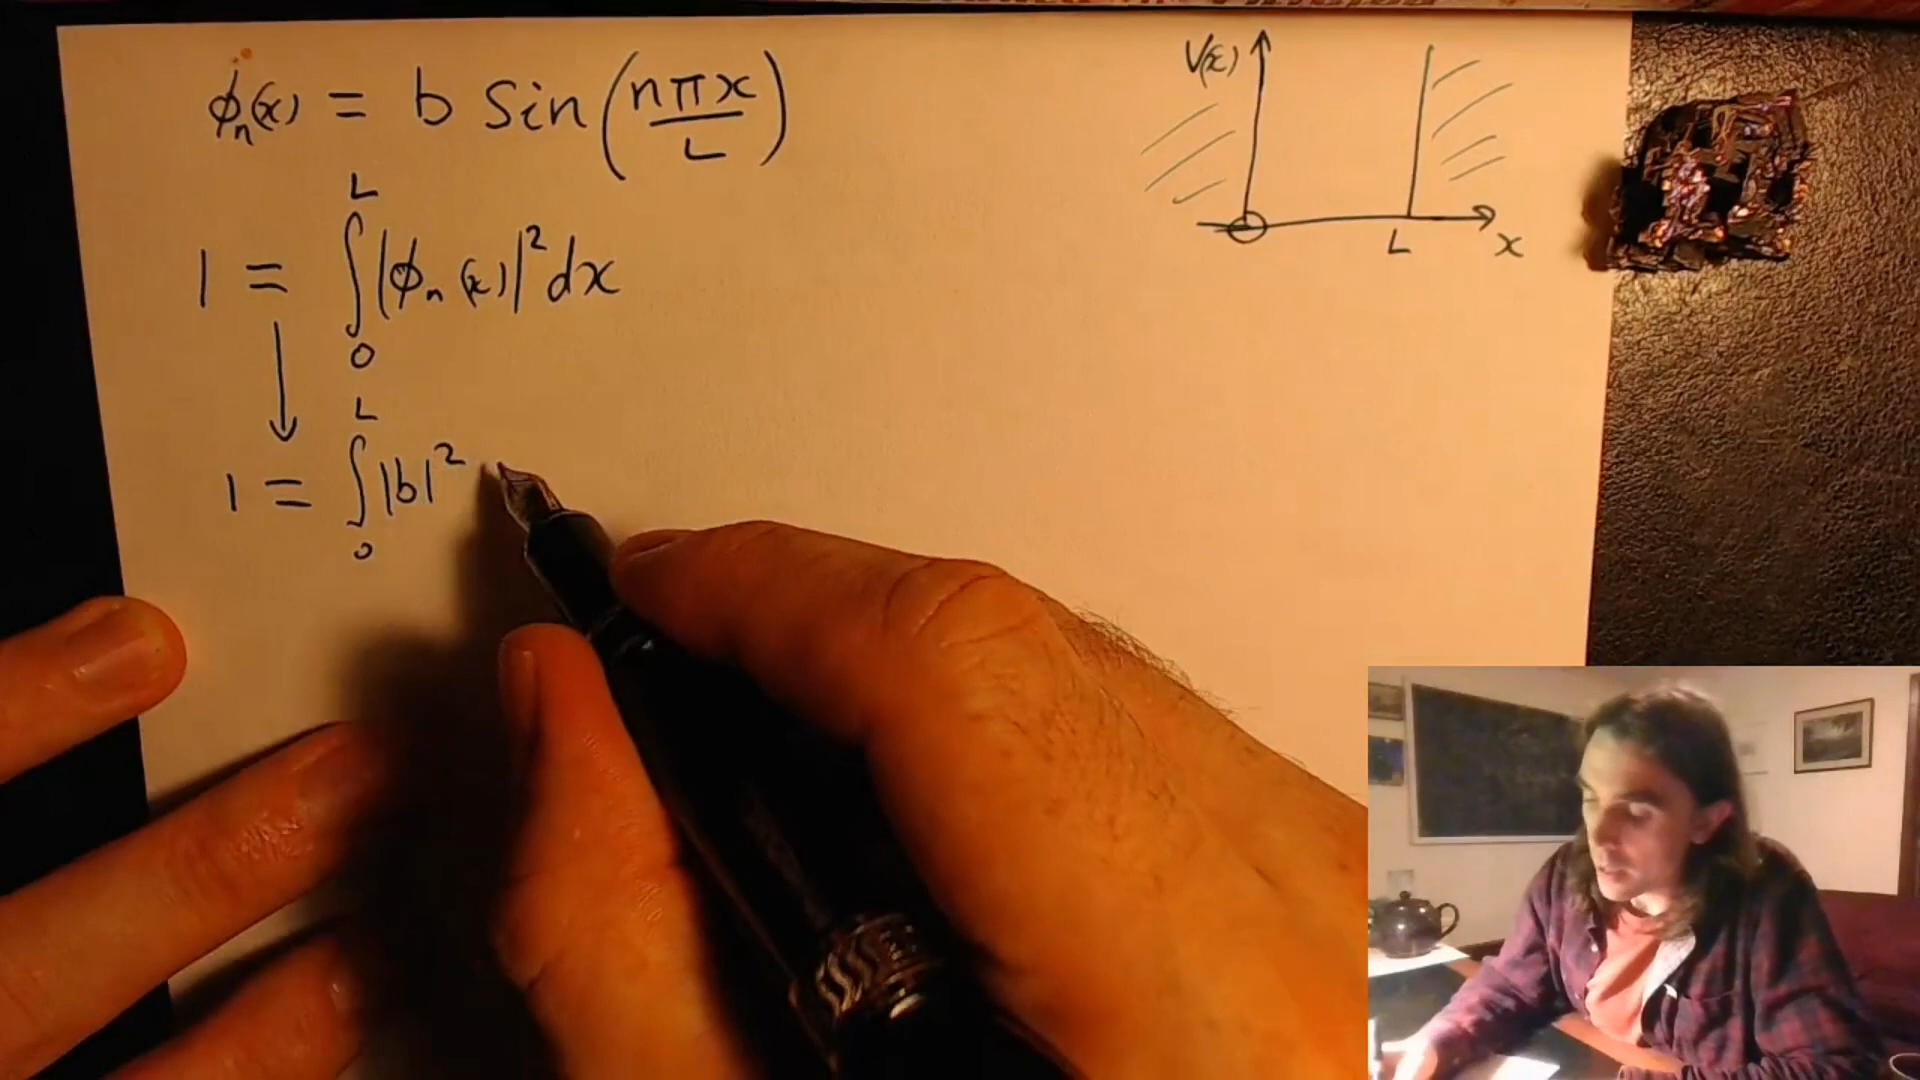 ϕₙ(x) = b Sin(nπx/L)
V(x)
L
x
1 = ∫₀ᴸ |ϕₙ(x)|² dx
1 = ∫₀ᴸ |b|²